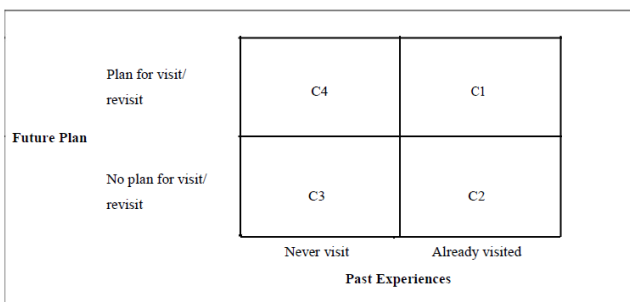 Plan for visit/
revisit
C4
C1
Future Plan
No plan for visit/
revisit
C3
C2
Never visit
Already visited
Past Experiences